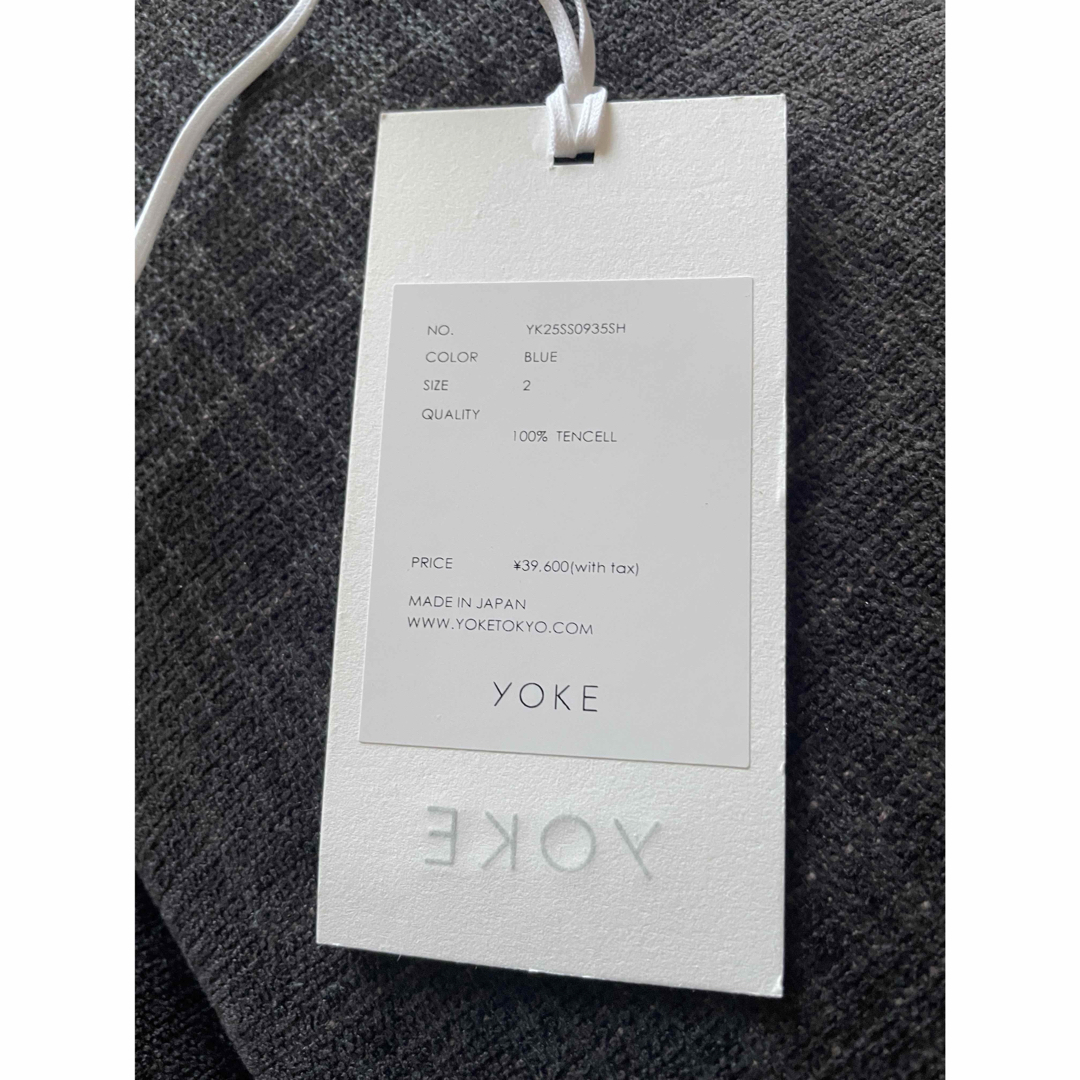 NO. YK25SS0935SH
COLOR BLUE
SIZE 2
QUALITY
100% TENCELL
PRICE ¥39.600(with tax)
MADE IN JAPAN
WWW.YOKETOKYO.COM
YOKE
YOKE